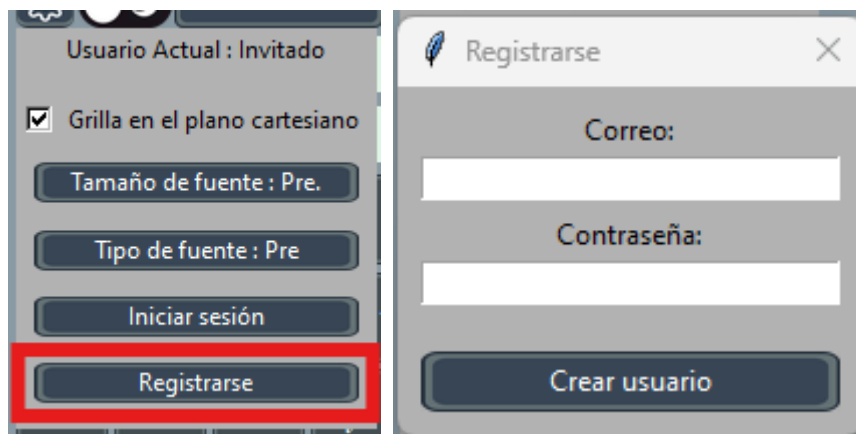 Usuario Actual : Invitado
Grilla en el plano cartesiano
Tamaño de fuente : Pre.
Tipo de fuente : Pre
Iniciar sesión
Registrarse
Registrarse
Correo:
Contraseña:
Crear usuario